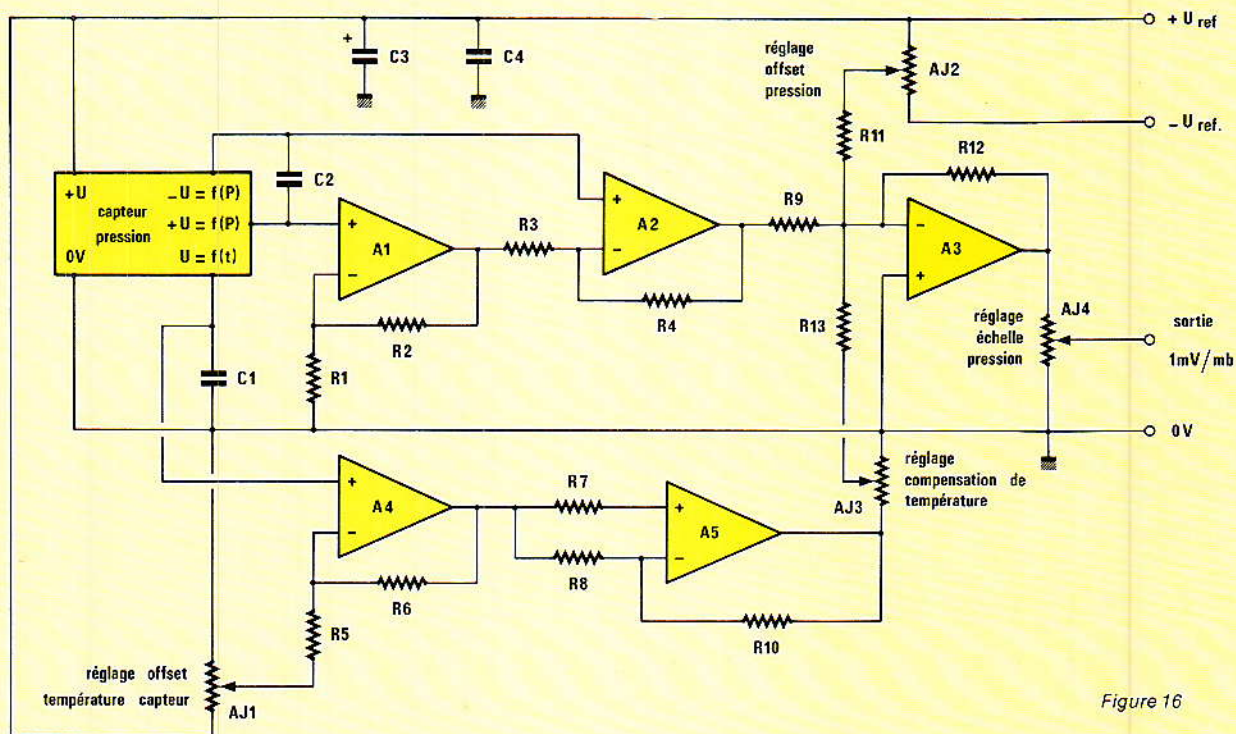 + U ref
réglage
offset
pression
+
C3
C4
AJ2
- U ref.
R11
R12
+U
- U = f(P)
capteur
pression
+U = f(P)
0V
U = f(t)
C2
+
A1
-
R3
+
A2
-
R9
-
A3
+
R4
R2
R1
R13
C1
réglage
échelle
pression
AJ4
sortie
1mV/mb
0V
réglage
compensation de
température
AJ3
+
A4
-
R7
R8
+
A5
-
R6
R5
R10
réglage offset
température capteur
AJ1
Figure 16